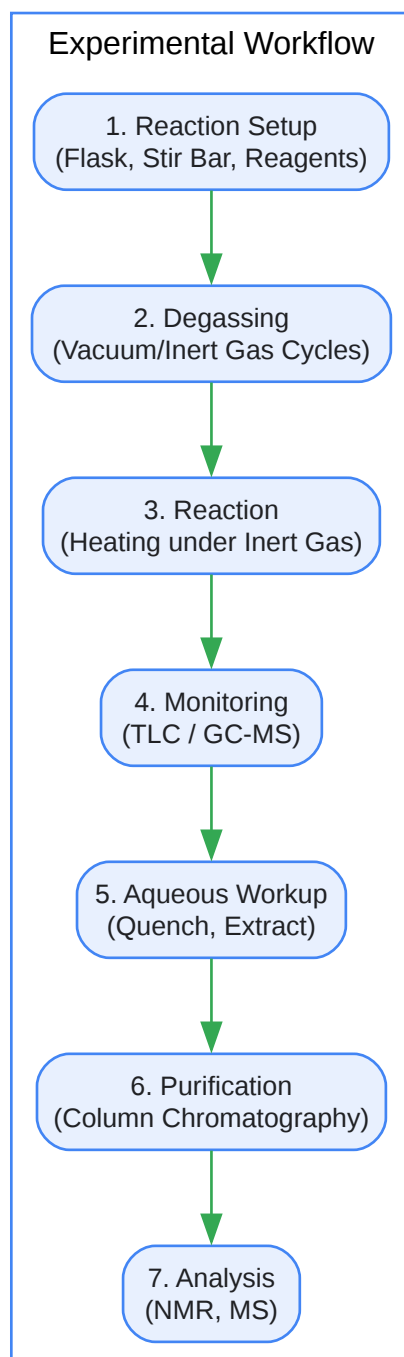 Experimental Workflow
1. Reaction Setup
(Flask, Stir Bar, Reagents)
2. Degassing
(Vacuum/Inert Gas Cycles)
3. Reaction
(Heating under Inert Gas)
4. Monitoring
(TLC / GC-MS)
5. Aqueous Workup
(Quench, Extract)
6. Purification
(Column Chromatography)
7. Analysis
(NMR, MS)